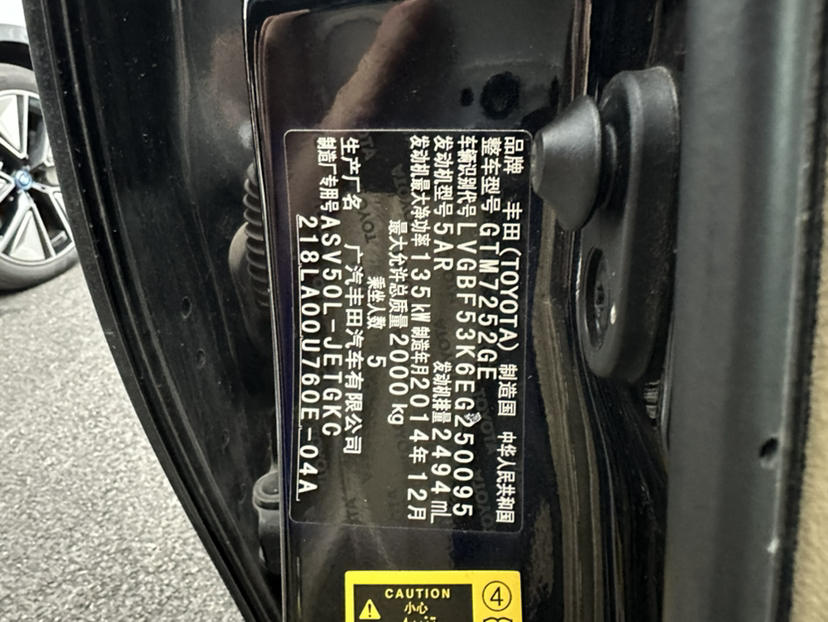 品牌 丰田(TOYOTA) 制造国 中华人民共和国
整车型号 GTM7252GE
车辆识别代号 LVGBF53K6EG250095
发动机型号 5AR 发动机排量 2494 mL
发动机最大净功率 135 kW 制造年月 2014年12月
最大允许总质量 2000 kg
乘坐人数 5
生产厂名 广汽丰田汽车有限公司
制造厂专用号 ASV50L-JETGKC
218LA00U760E-04A
CAUTION
小心
④